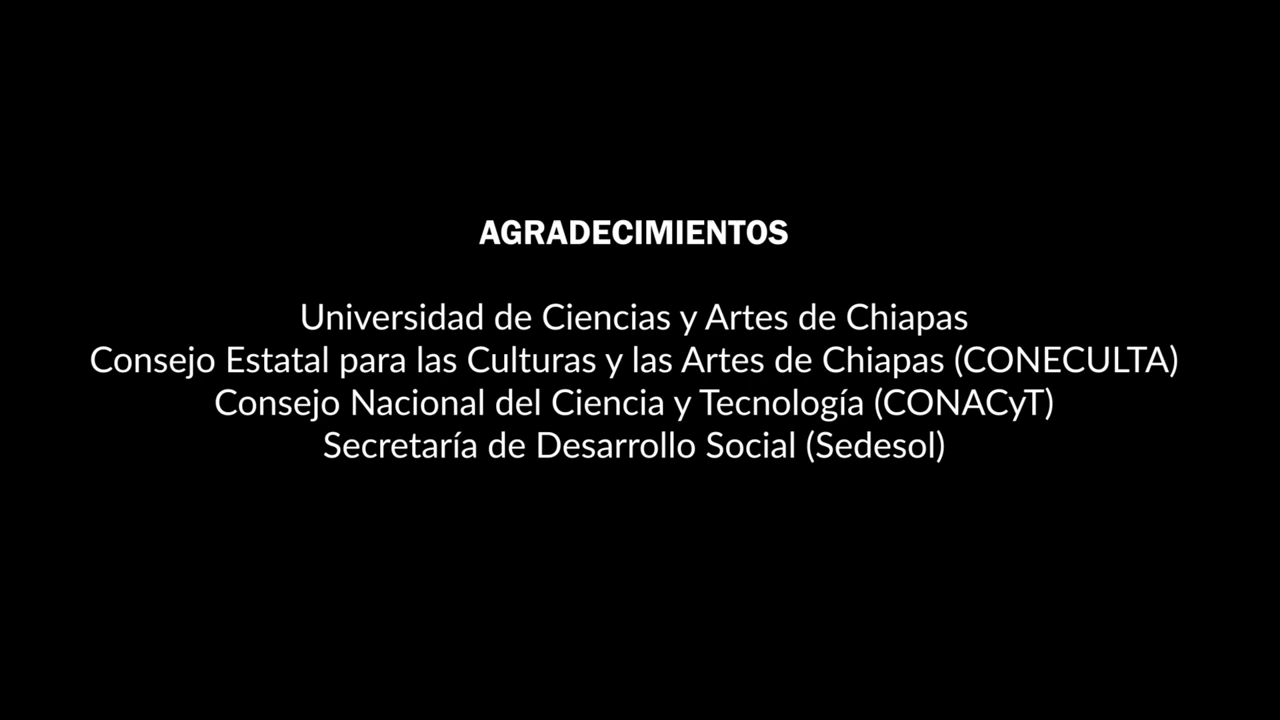 AGRADECIMIENTOS
Universidad de Ciencias y Artes de Chiapas
Consejo Estatal para las Culturas y las Artes de Chiapas (CONECULTA)
Consejo Nacional del Ciencia y Tecnología (CONACyT)
Secretaría de Desarrollo Social (Sedesol)